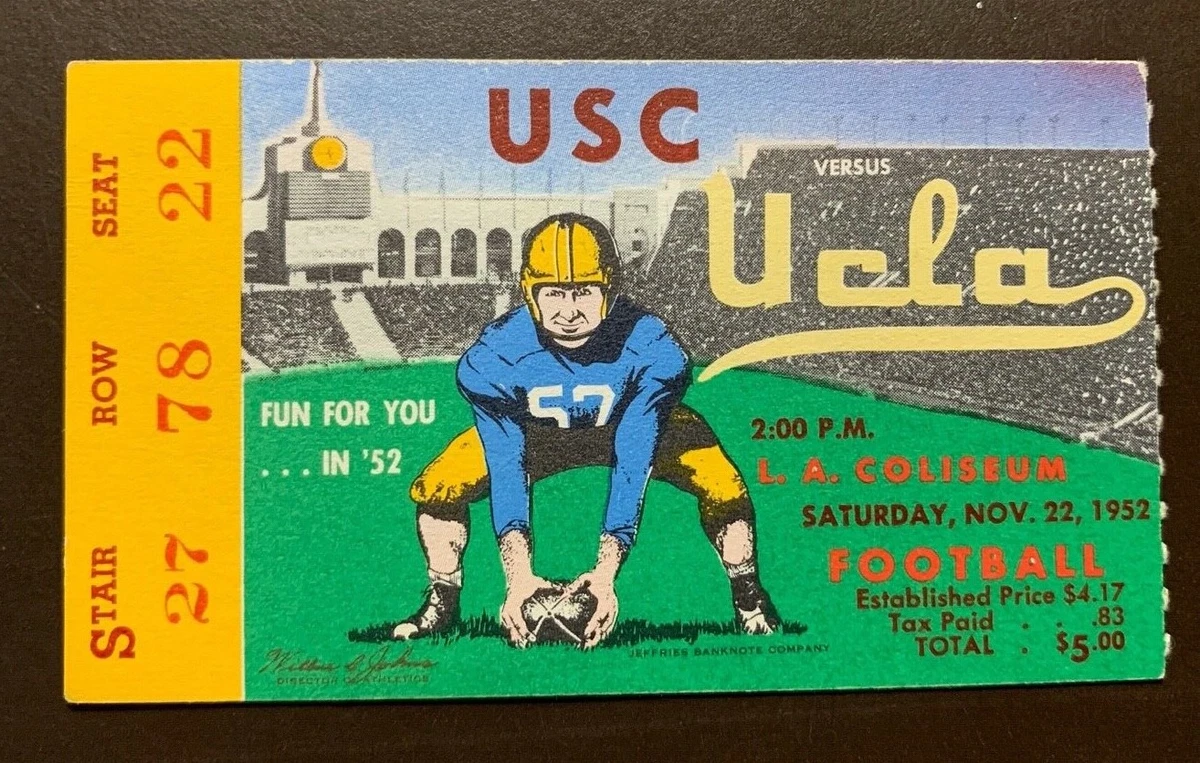 SEAT 22
ROW 78
STAIR 27
USC
VERSUS
Ucla
57
FUN FOR YOU
...IN '52
2:00 P.M.
L. A. COLISEUM
SATURDAY, NOV. 22, 1952
FOOTBALL
Established Price $4.17
Tax Paid . . .83
TOTAL . $5.00
JEFFRIES BANKNOTE COMPANY
Wilbur C. Johns
DIRECTOR OF ATHLETICS